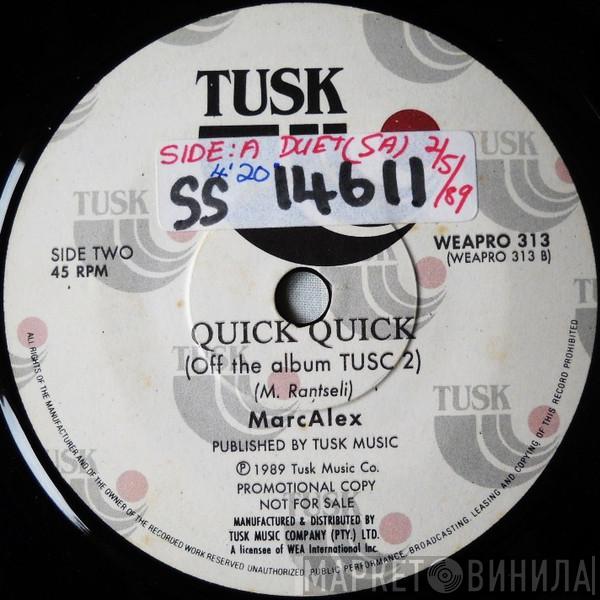 TUSK
SIDE: A DUET (SA) 2/5/89
4'20
SS 14611
TUSK
TUSK
SIDE TWO
45 RPM
WEAPRO 313
(WEAPRO 313 B)
QUICK QUICK
(Off the album TUSC 2)
(M. Rantseli)
TUSK
TUSK
MarcAlex
PUBLISHED BY TUSK MUSIC
℗ 1989 Tusk Music Co.
PROMOTIONAL COPY
NOT FOR SALE
TUSK
MANUFACTURED & DISTRIBUTED BY
TUSK MUSIC COMPANY (PTY.) LTD.
A licensee of WEA International Inc.
ALL RIGHTS OF THE MANUFACTURER AND OF THE OWNER OF THE RECORDED WORK RESERVED UNAUTHORIZED PUBLIC PERFORMANCE, BROADCASTING, LEASING AND COPYING OF THIS RECORD PROHIBITED
МАРКЕТ ВИНИЛА